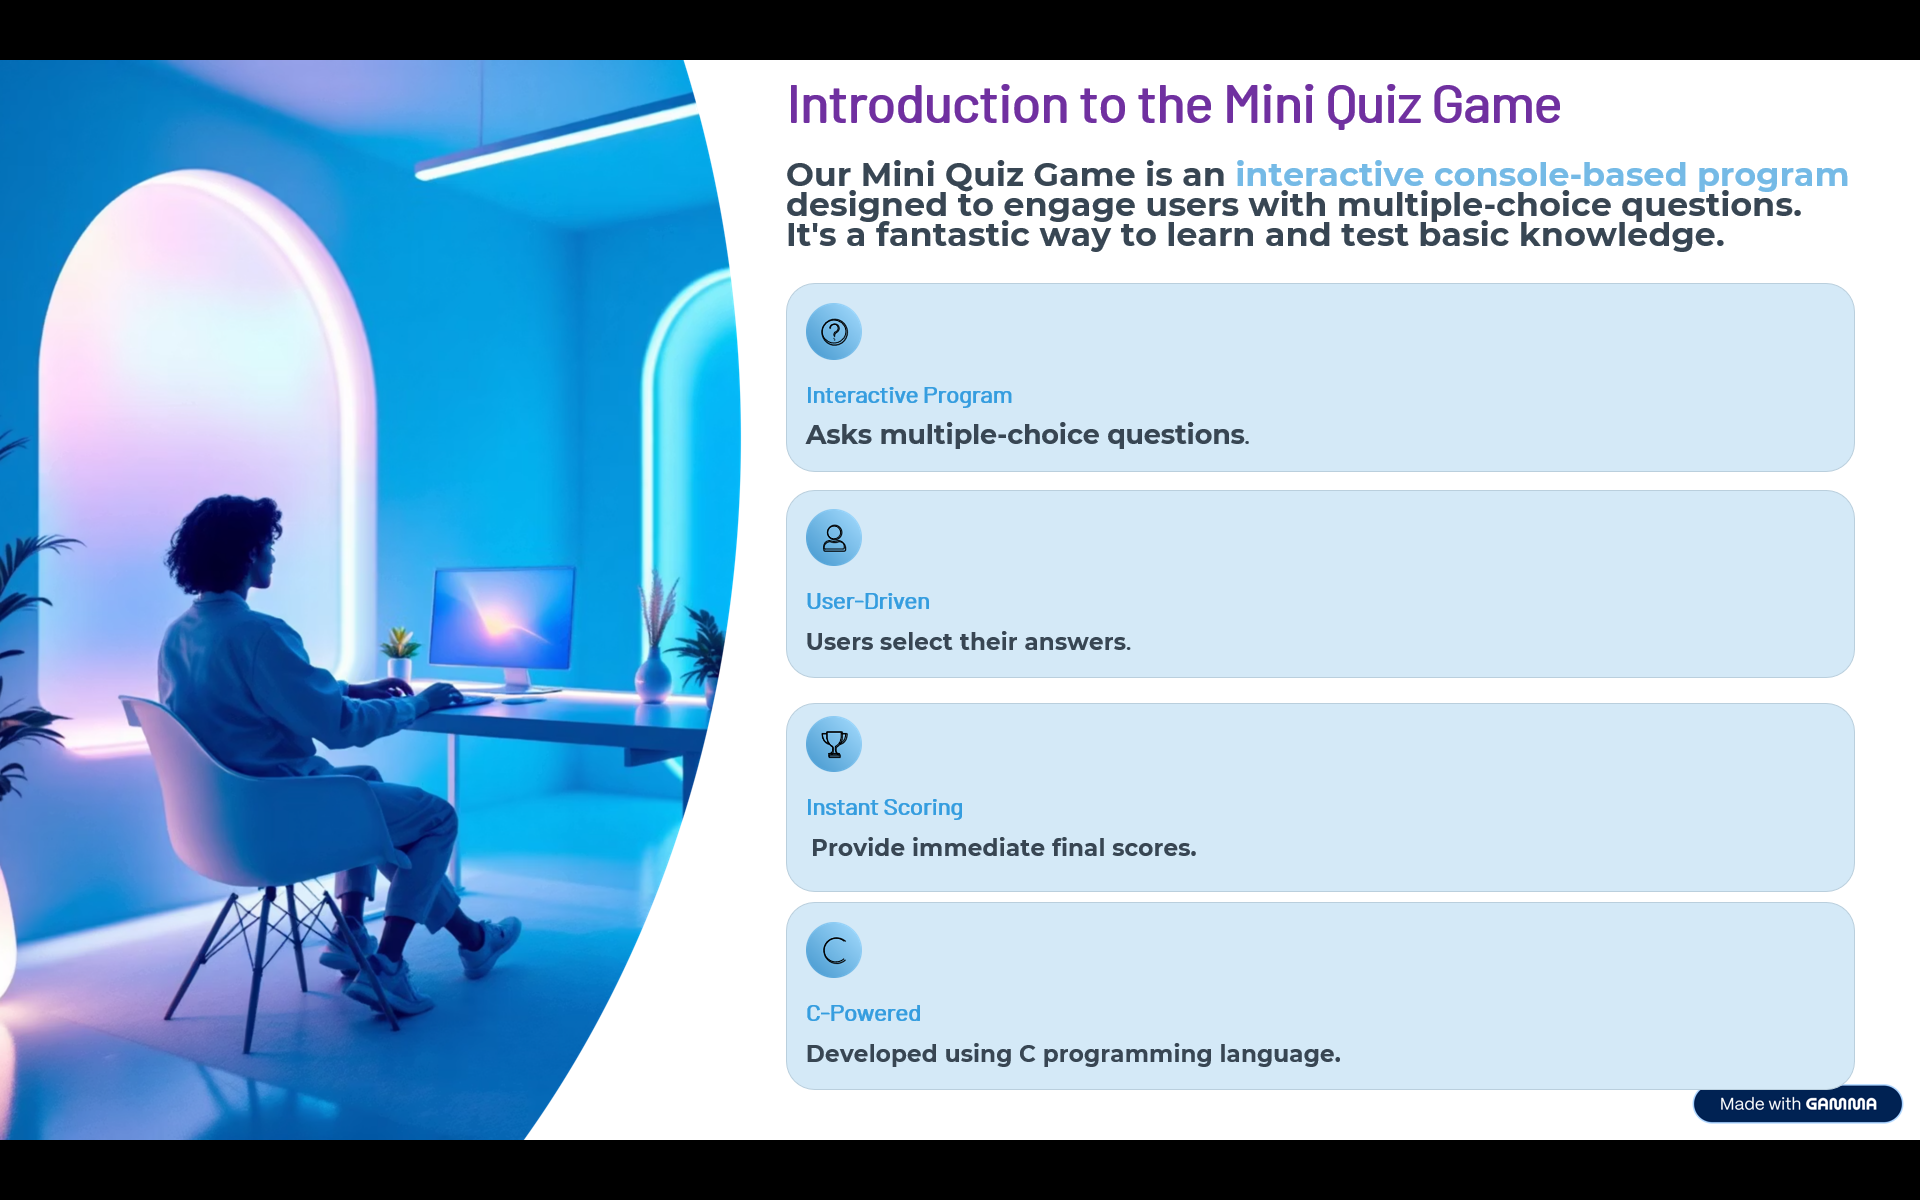 Introduction to the Mini Quiz Game
Our Mini Quiz Game is an interactive console-based program
designed to engage users with multiple-choice questions.
It's a fantastic way to learn and test basic knowledge.
Interactive Program
Asks multiple-choice questions.
User-Driven
Users select their answers.
Instant Scoring
Provide immediate final scores.
C-Powered
Developed using C programming language.
Made with GAMMA